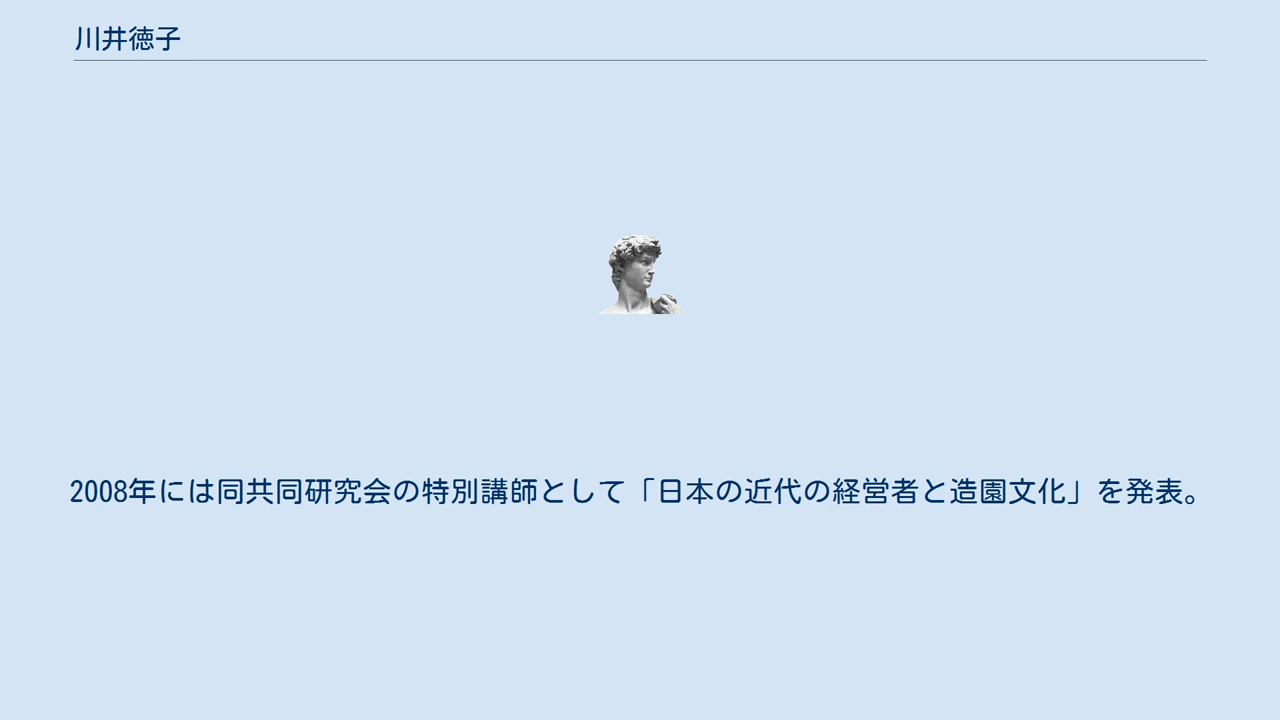 川井徳子
2008年には同共同研究会の特別講師として「日本の近代の経営者と造園文化」を発表。